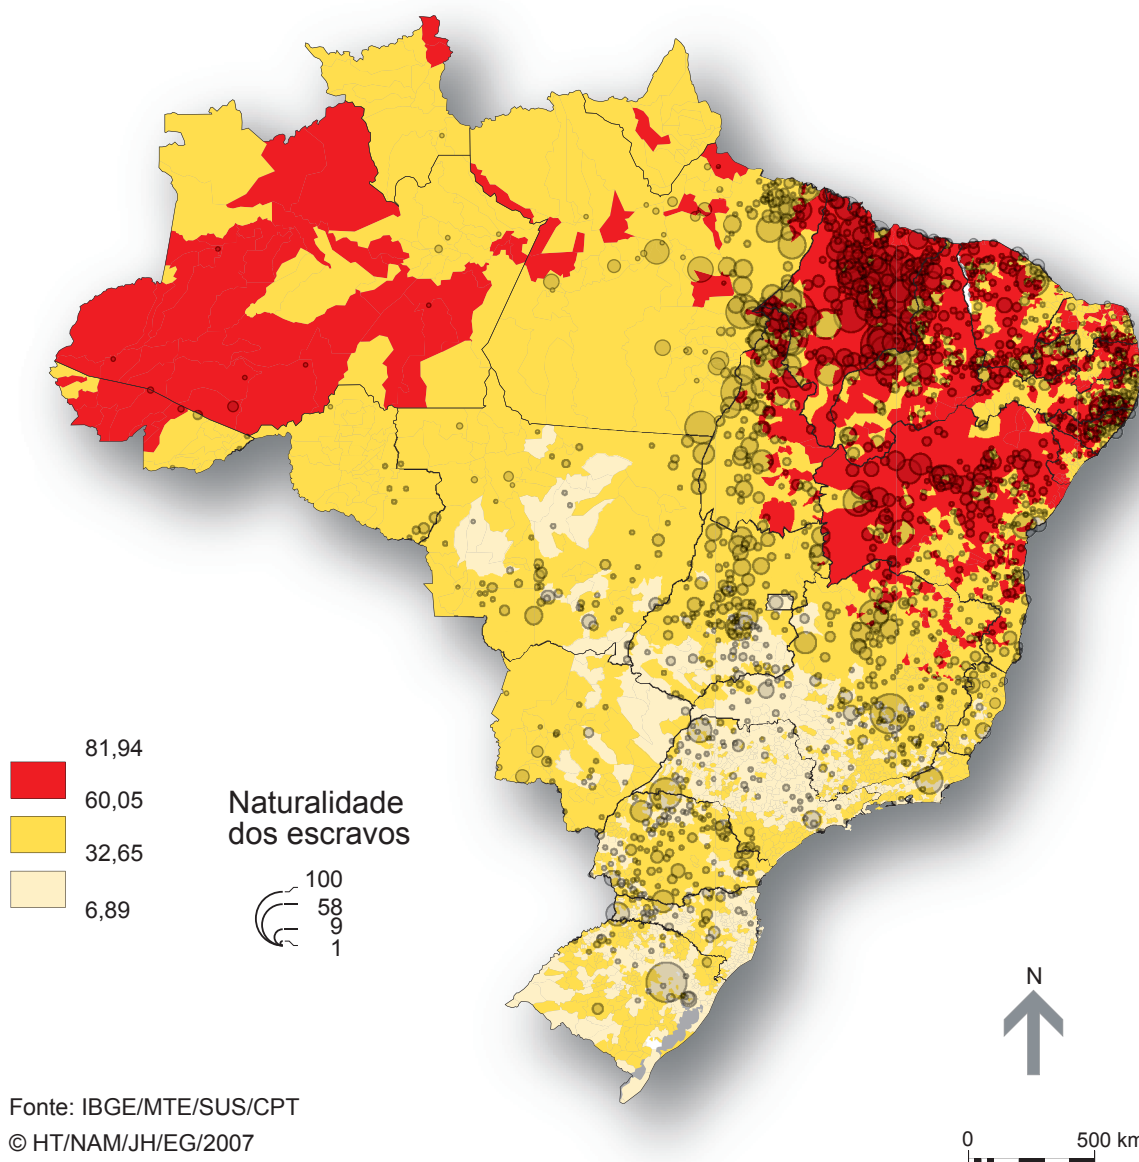 81,94
60,05
32,65
6,89
Naturalidade
dos escravos
100
58
9
1
N
Fonte: IBGE/MTE/SUS/CPT
© HT/NAM/JH/EG/2007
0 500 km